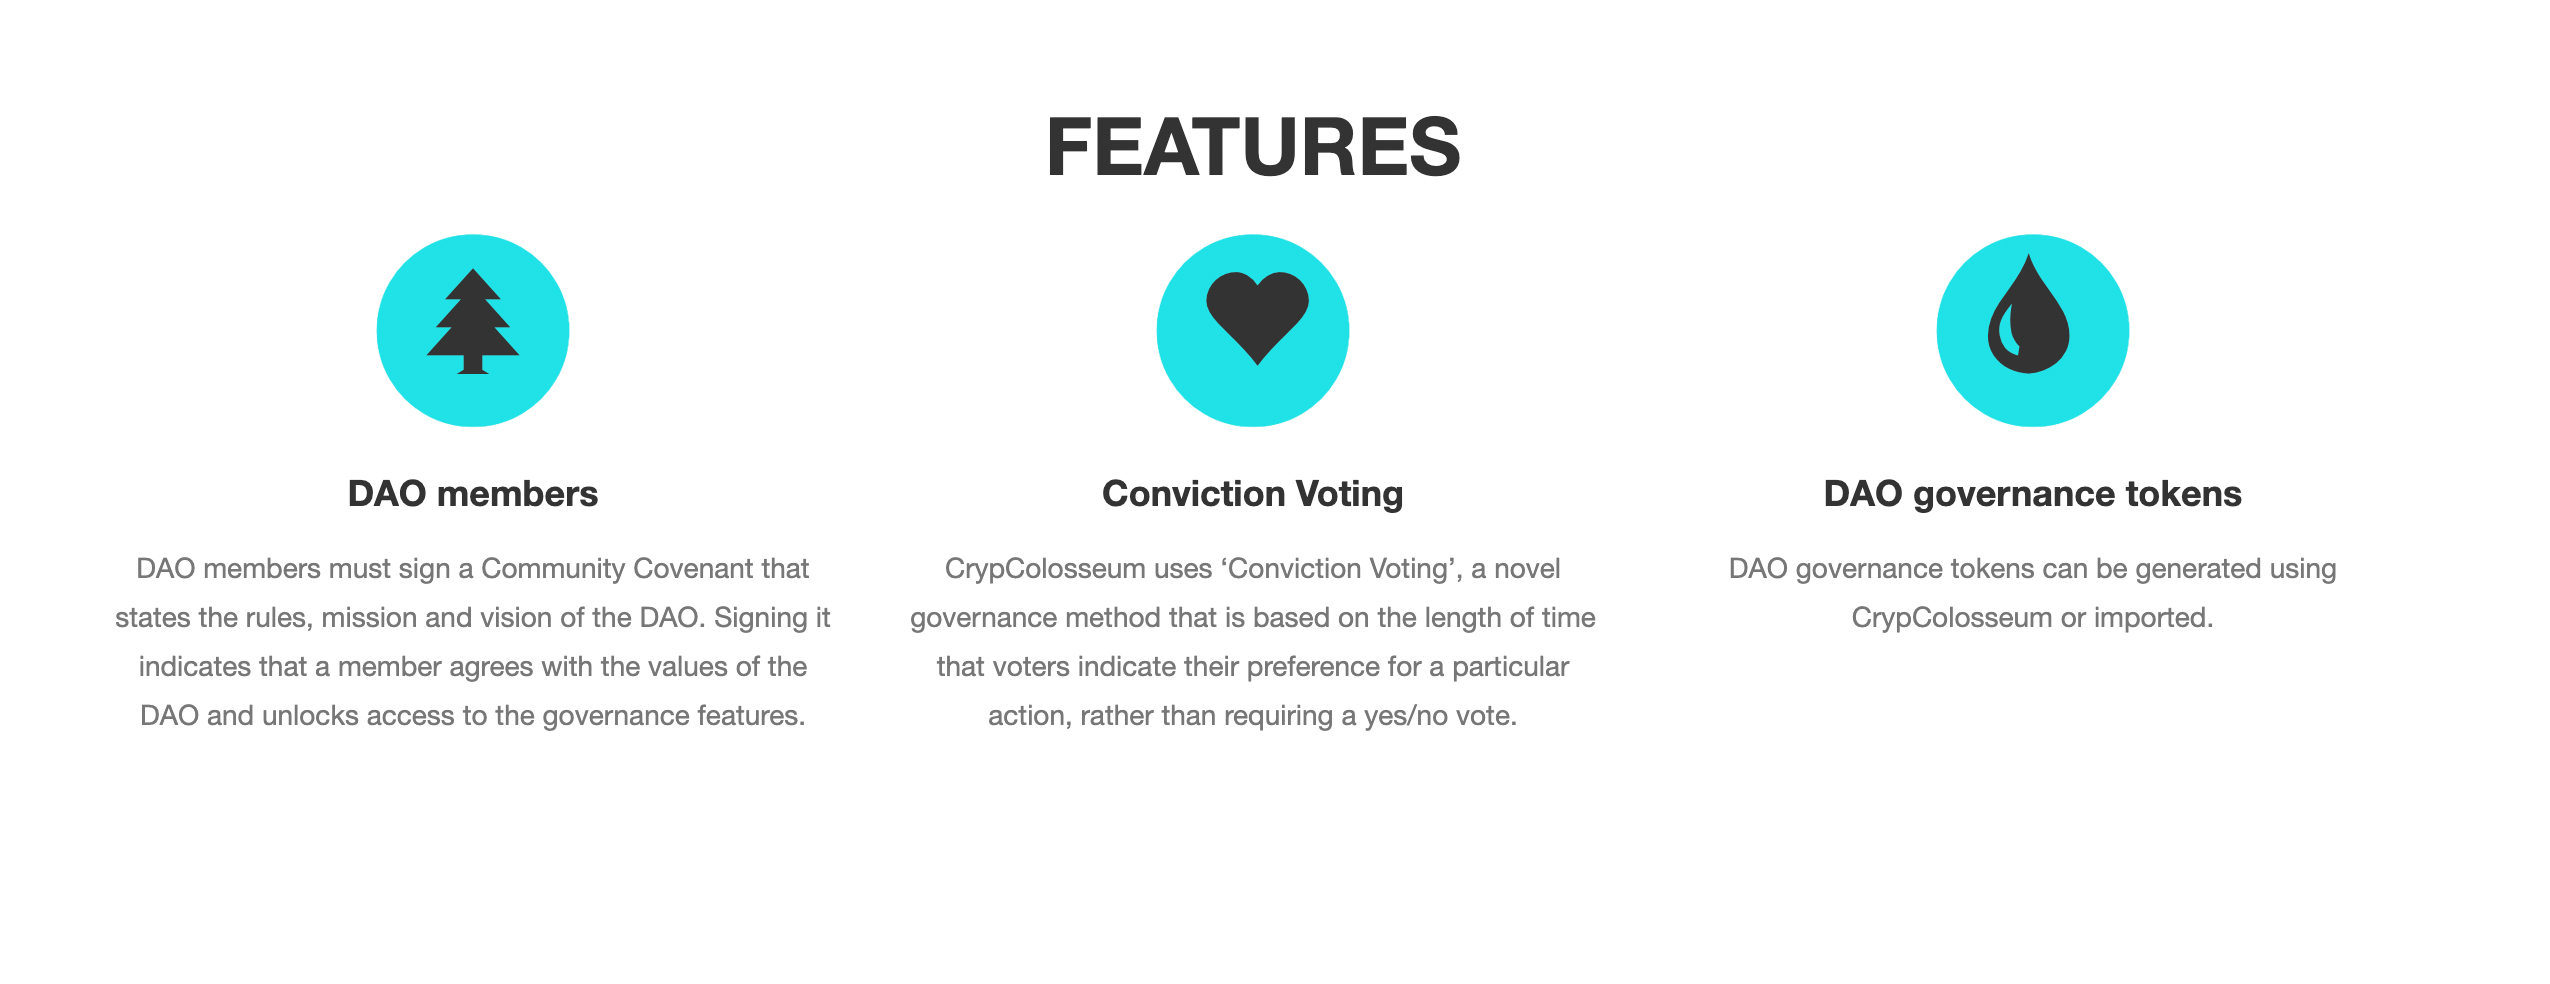 FEATURES
DAO members
DAO members must sign a Community Covenant that
states the rules, mission and vision of the DAO. Signing it
indicates that a member agrees with the values of the
DAO and unlocks access to the governance features.
Conviction Voting
CrypColosseum uses ‘Conviction Voting’, a novel
governance method that is based on the length of time
that voters indicate their preference for a particular
action, rather than requiring a yes/no vote.
DAO governance tokens
DAO governance tokens can be generated using
CrypColosseum or imported.